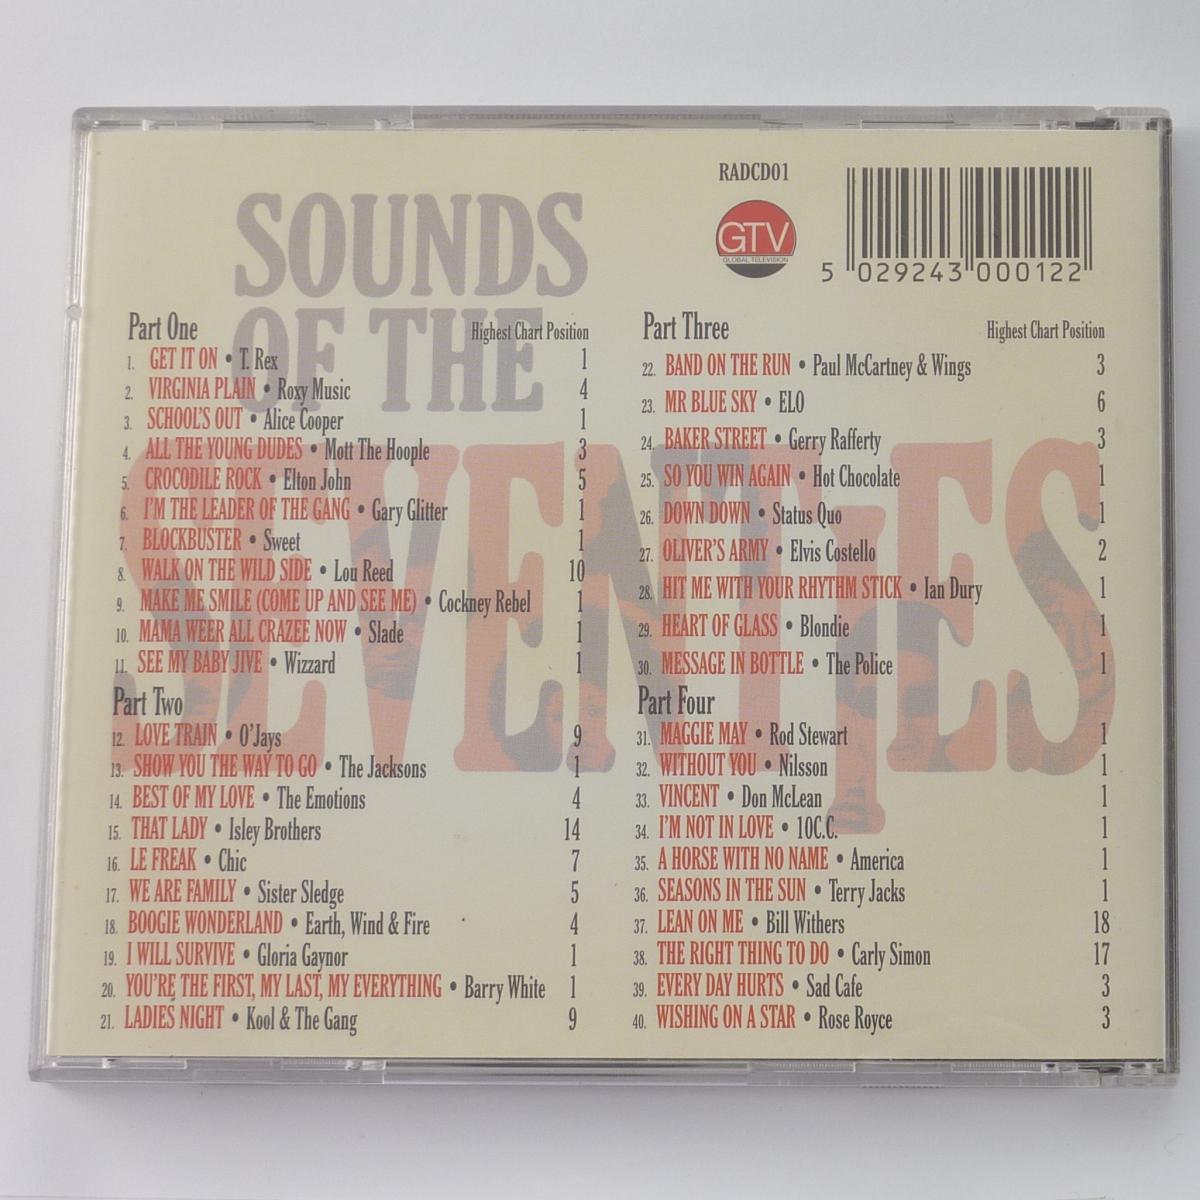 SOUNDS
OF THE
SEVENTIES
RADCD01
GTV
GLOBAL TELEVISION
5 029243 000122
Part One Highest Chart Position
1. GET IT ON • T. Rex 1
2. VIRGINIA PLAIN • Roxy Music 4
3. SCHOOL'S OUT • Alice Cooper 1
4. ALL THE YOUNG DUDES • Mott The Hoople 3
5. CROCODILE ROCK • Elton John 5
6. I'M THE LEADER OF THE GANG • Gary Glitter 1
7. BLOCKBUSTER • Sweet 1
8. WALK ON THE WILD SIDE • Lou Reed 10
9. MAKE ME SMILE (COME UP AND SEE ME) • Cockney Rebel 1
10. MAMA WEER ALL CRAZEE NOW • Slade 1
11. SEE MY BABY JIVE • Wizzard 1
Part Two
12. LOVE TRAIN • O'Jays 9
13. SHOW YOU THE WAY TO GO • The Jacksons 1
14. BEST OF MY LOVE • The Emotions 4
15. THAT LADY • Isley Brothers 14
16. LE FREAK • Chic 7
17. WE ARE FAMILY • Sister Sledge 5
18. BOOGIE WONDERLAND • Earth, Wind & Fire 4
19. I WILL SURVIVE • Gloria Gaynor 1
20. YOU'RE THE FIRST, MY LAST, MY EVERYTHING • Barry White 1
21. LADIES NIGHT • Kool & The Gang 9
Part Three Highest Chart Position
22. BAND ON THE RUN • Paul McCartney & Wings 3
23. MR BLUE SKY • ELO 6
24. BAKER STREET • Gerry Rafferty 3
25. SO YOU WIN AGAIN • Hot Chocolate 1
26. DOWN DOWN • Status Quo 1
27. OLIVER'S ARMY • Elvis Costello 2
28. HIT ME WITH YOUR RHYTHM STICK • Ian Dury 1
29. HEART OF GLASS • Blondie 1
30. MESSAGE IN BOTTLE • The Police 1
Part Four
31. MAGGIE MAY • Rod Stewart 1
32. WITHOUT YOU • Nilsson 1
33. VINCENT • Don McLean 1
34. I'M NOT IN LOVE • 10C.C. 1
35. A HORSE WITH NO NAME • America 1
36. SEASONS IN THE SUN • Terry Jacks 1
37. LEAN ON ME • Bill Withers 18
38. THE RIGHT THING TO DO • Carly Simon 17
39. EVERY DAY HURTS • Sad Cafe 3
40. WISHING ON A STAR • Rose Royce 3